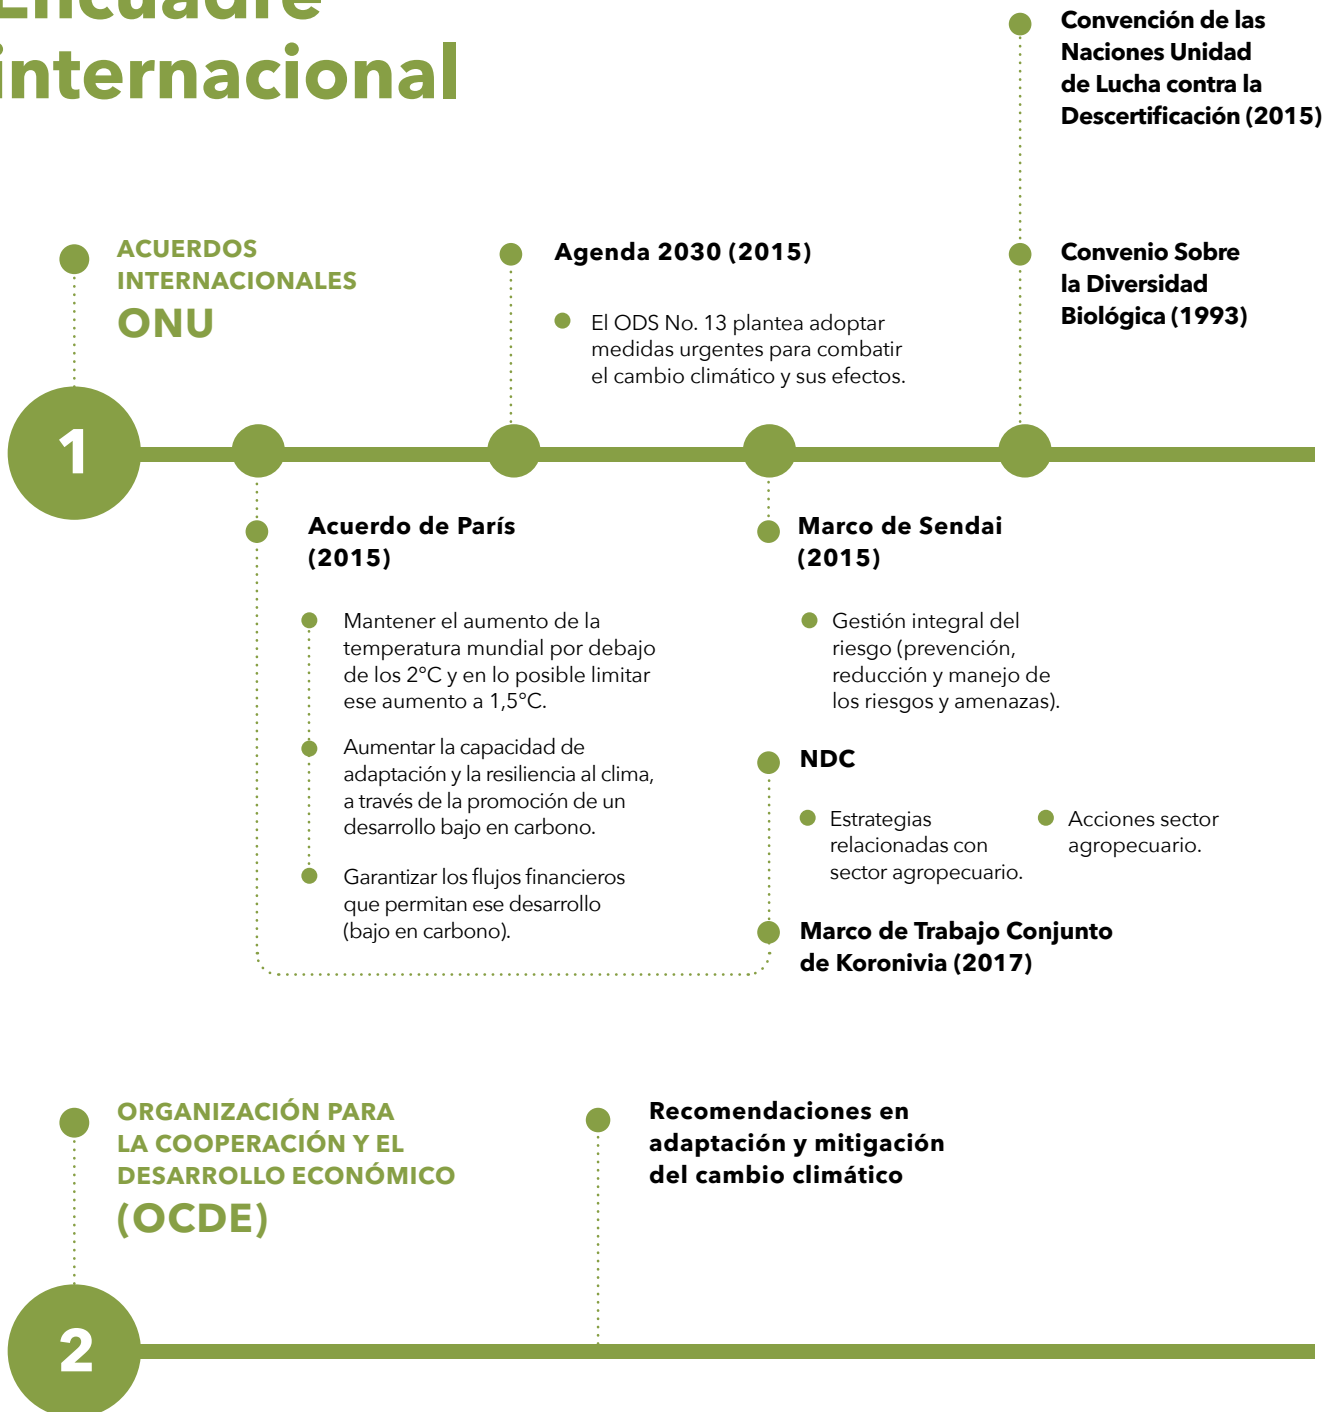 Encuadre
internacional
Convención de las
Naciones Unidad
de Lucha contra la
Descertificación (2015)
ACUERDOS
INTERNACIONALES
ONU
Agenda 2030 (2015)
El ODS No. 13 plantea adoptar
medidas urgentes para combatir
el cambio climático y sus efectos.
Convenio Sobre
la Diversidad
Biológica (1993)
1
Acuerdo de París
(2015)
Mantener el aumento de la
temperatura mundial por debajo
de los 2°C y en lo posible limitar
ese aumento a 1,5°C.
Aumentar la capacidad de
adaptación y la resiliencia al clima,
a través de la promoción de un
desarrollo bajo en carbono.
Garantizar los flujos financieros
que permitan ese desarrollo
(bajo en carbono).
Marco de Sendai
(2015)
Gestión integral del
riesgo (prevención,
reducción y manejo de
los riesgos y amenazas).
NDC
Estrategias
relacionadas con
sector agropecuario.
Acciones sector
agropecuario.
Marco de Trabajo Conjunto
de Koronivia (2017)
ORGANIZACIÓN PARA
LA COOPERACIÓN Y EL
DESARROLLO ECONÓMICO
(OCDE)
Recomendaciones en
adaptación y mitigación
del cambio climático
2